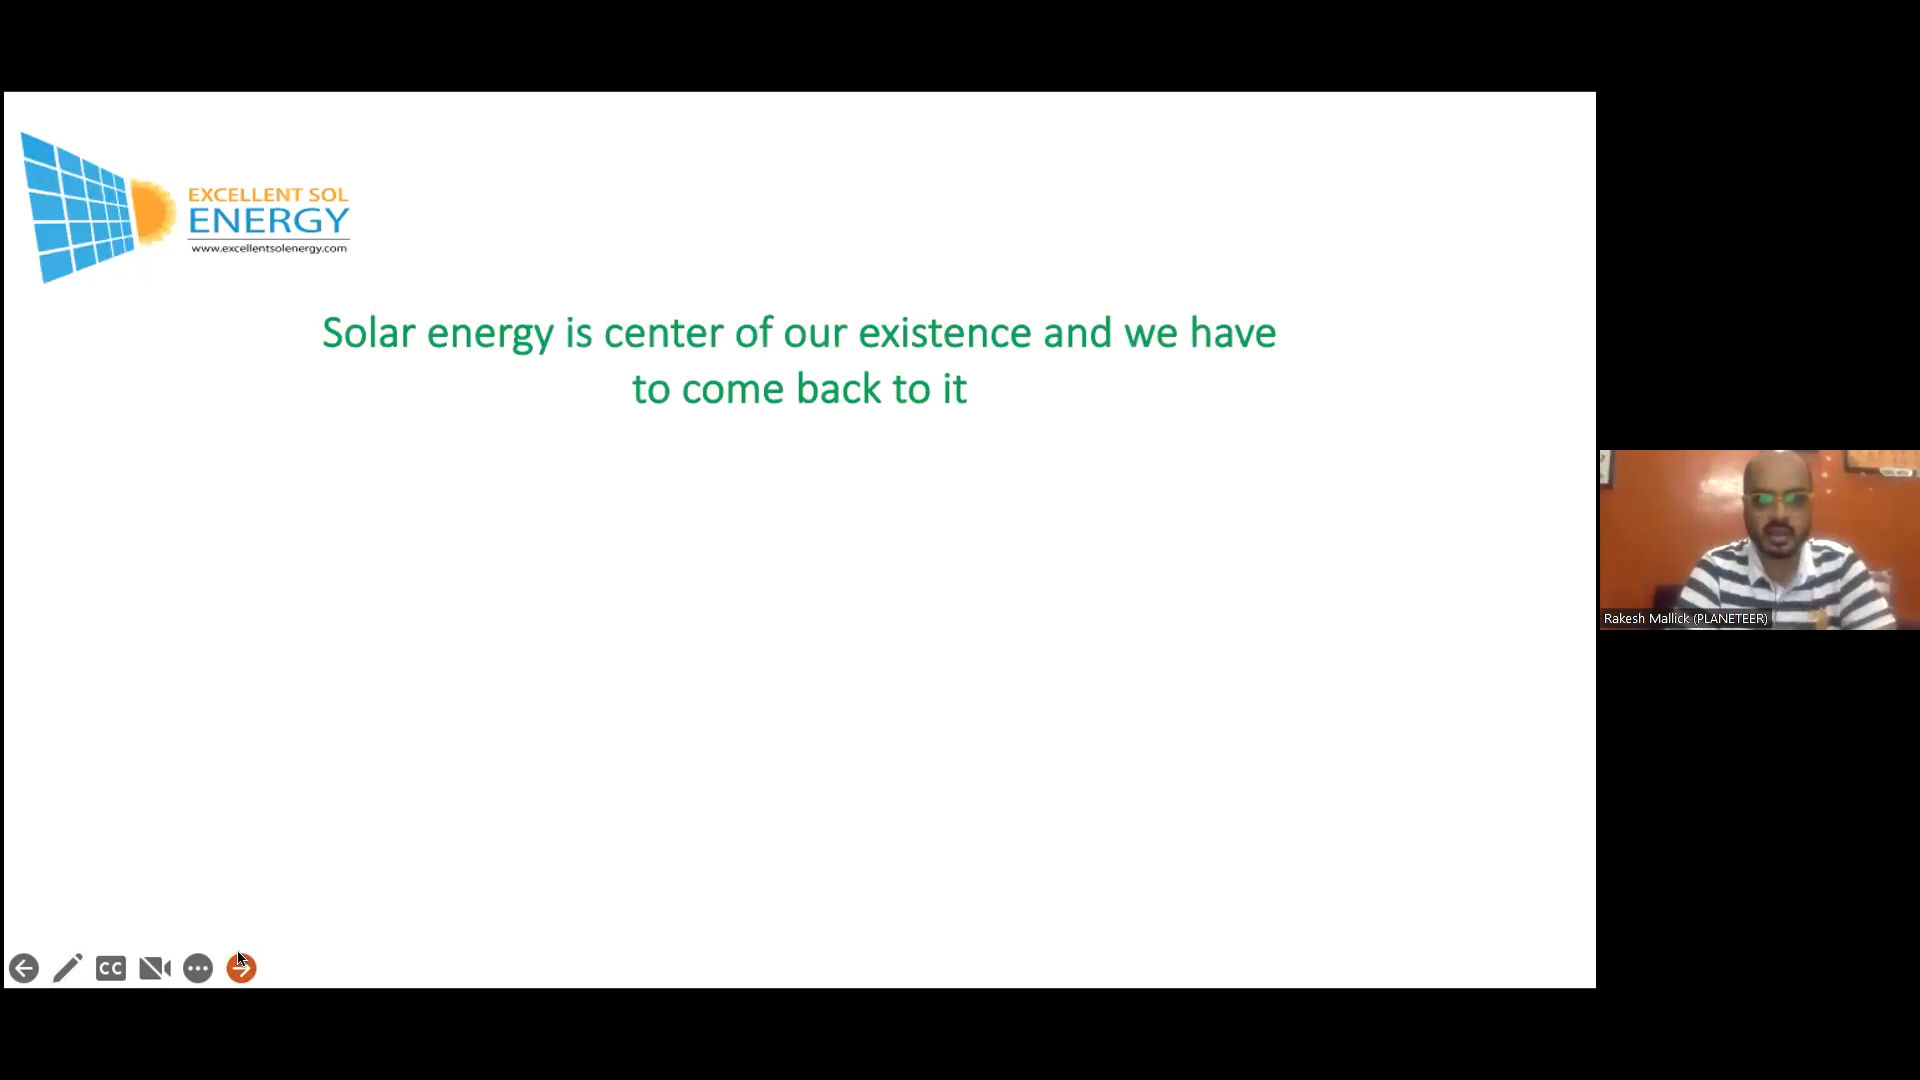 EXCELLENT SOL
ENERGY
www.excellentsolenergy.com
Solar energy is center of our existence and we have
to come back to it
Rakesh Mallick (PLANETEER)
CC